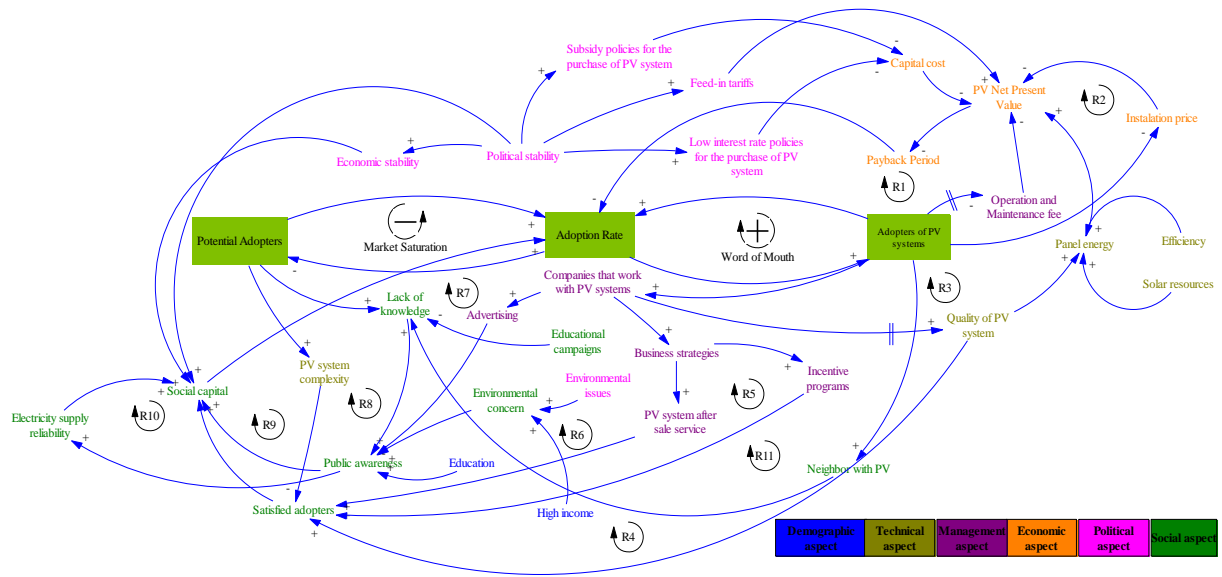 Subsidy policies for the
purchase of PV system
Feed-in tariffs
Capital cost
PV Net Present
Value
R2
Instalation price
Economic stability
Political stability
Low interest rate policies
for the purchase of PV
system
Payback Period
R1
Operation and
Maintenance fee
Potential Adopters
Market Saturation
Adoption Rate
Word of Mouth
Adopters of PV
systems
Panel energy
Efficiency
Solar resources
Companies that work
with PV systems
R3
R7
Lack of
knowledge
Advertising
Educational
campaigns
Quality of PV
system
Business strategies
PV system
complexity
Incentive
programs
Social capital
Environmental
concern
Environmental
issues
R5
R8
PV system after
sale service
Electricity supply
reliability
R10
R9
R6
R11
Public awareness
Education
Neighbor with PV
Satisfied adopters
High income
R4
Demographic
aspect
Technical
aspect
Management
aspect
Economic
aspect
Political
aspect
Social aspect